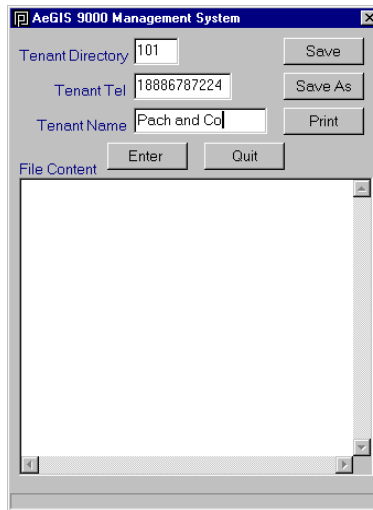 AeGIS 9000 Management System
Tenant Directory 101 Save
Tenant Tel 18886787224 Save As
Tenant Name Pach and Co Print
Enter Quit
File Content